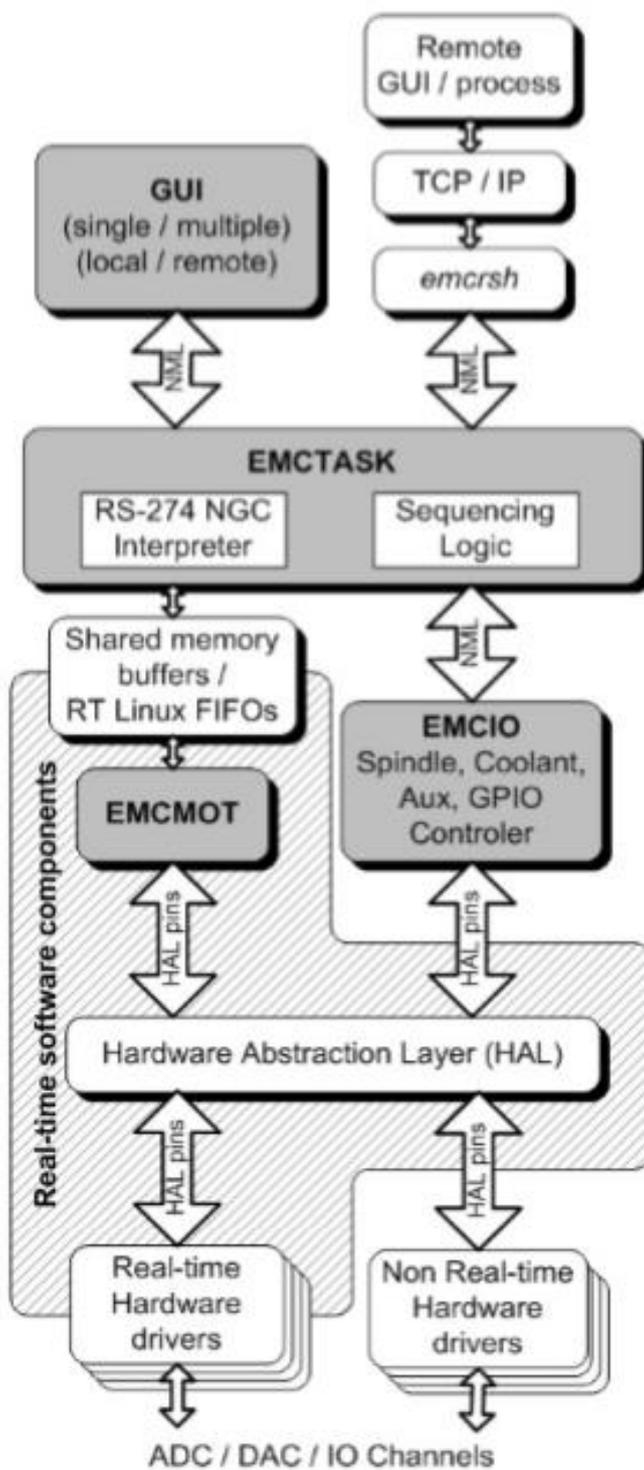 Remote
GUI / process
TCP / IP
emcrsh
GUI
(single / multiple)
(local / remote)
NML
NML
EMCTASK
RS-274 NGC
Interpreter
Sequencing
Logic
Shared memory
buffers /
RT Linux FIFOs
NML
EMCMOT
EMCIO
Spindle, Coolant,
Aux, GPIO
Controler
Real-time software components
HAL pins
HAL pins
Hardware Abstraction Layer (HAL)
HAL pins
HAL pins
Real-time
Hardware
drivers
Non Real-time
Hardware
drivers
ADC / DAC / IO Channels